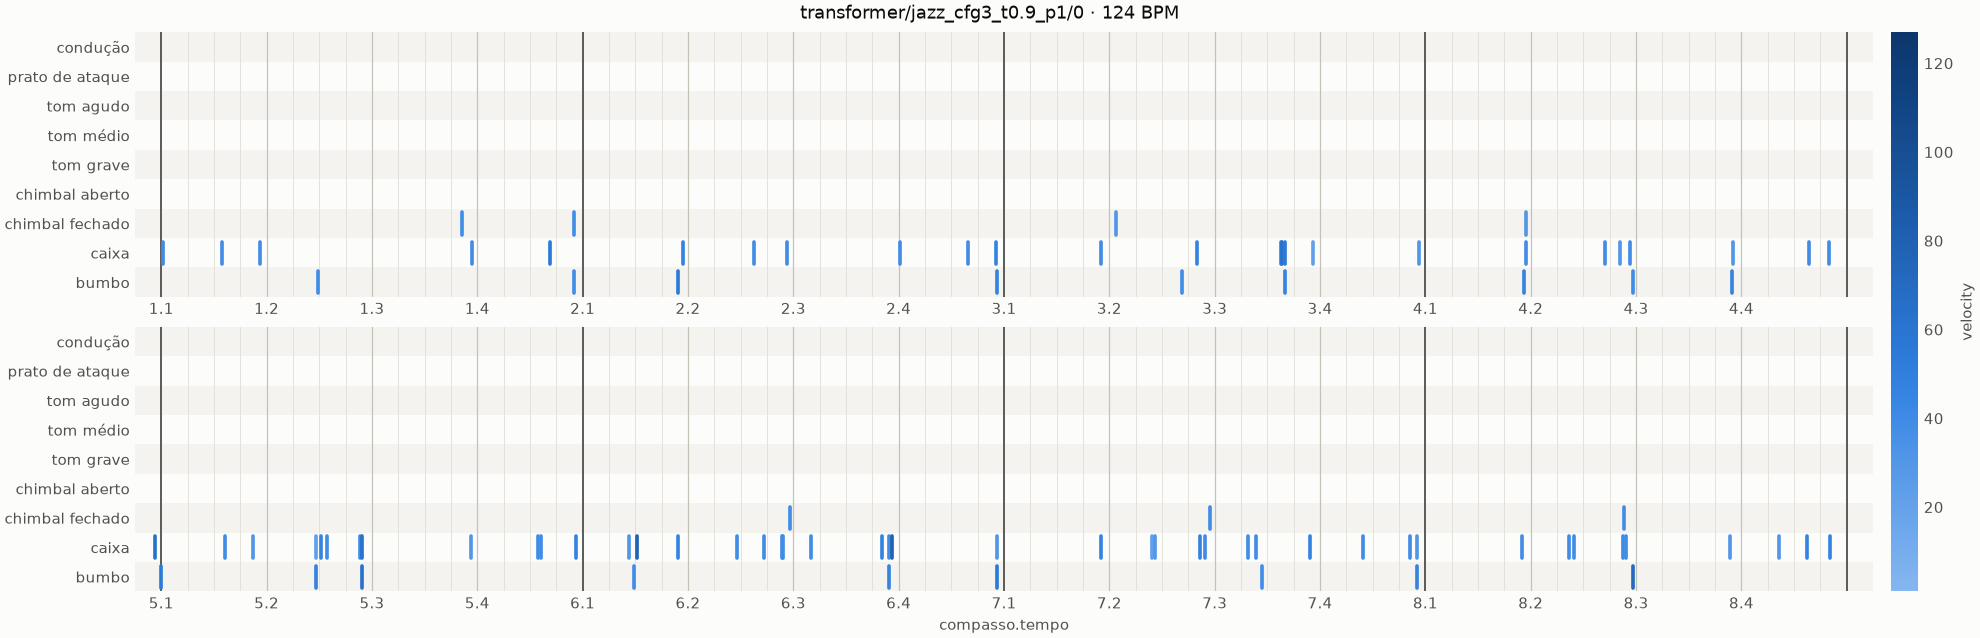 transformer/jazz_cfg3_t0.9_p1/0 · 124 BPM
condução
prato de ataque
tom agudo
tom médio
tom grave
chimbal aberto
chimbal fechado
caixa
bumbo
1.1 1.2 1.3 1.4 2.1 2.2 2.3 2.4 3.1 3.2 3.3 3.4 4.1 4.2 4.3 4.4
condução
prato de ataque
tom agudo
tom médio
tom grave
chimbal aberto
chimbal fechado
caixa
bumbo
5.1 5.2 5.3 5.4 6.1 6.2 6.3 6.4 7.1 7.2 7.3 7.4 8.1 8.2 8.3 8.4
compasso.tempo
120
100
80
60
40
20
velocity